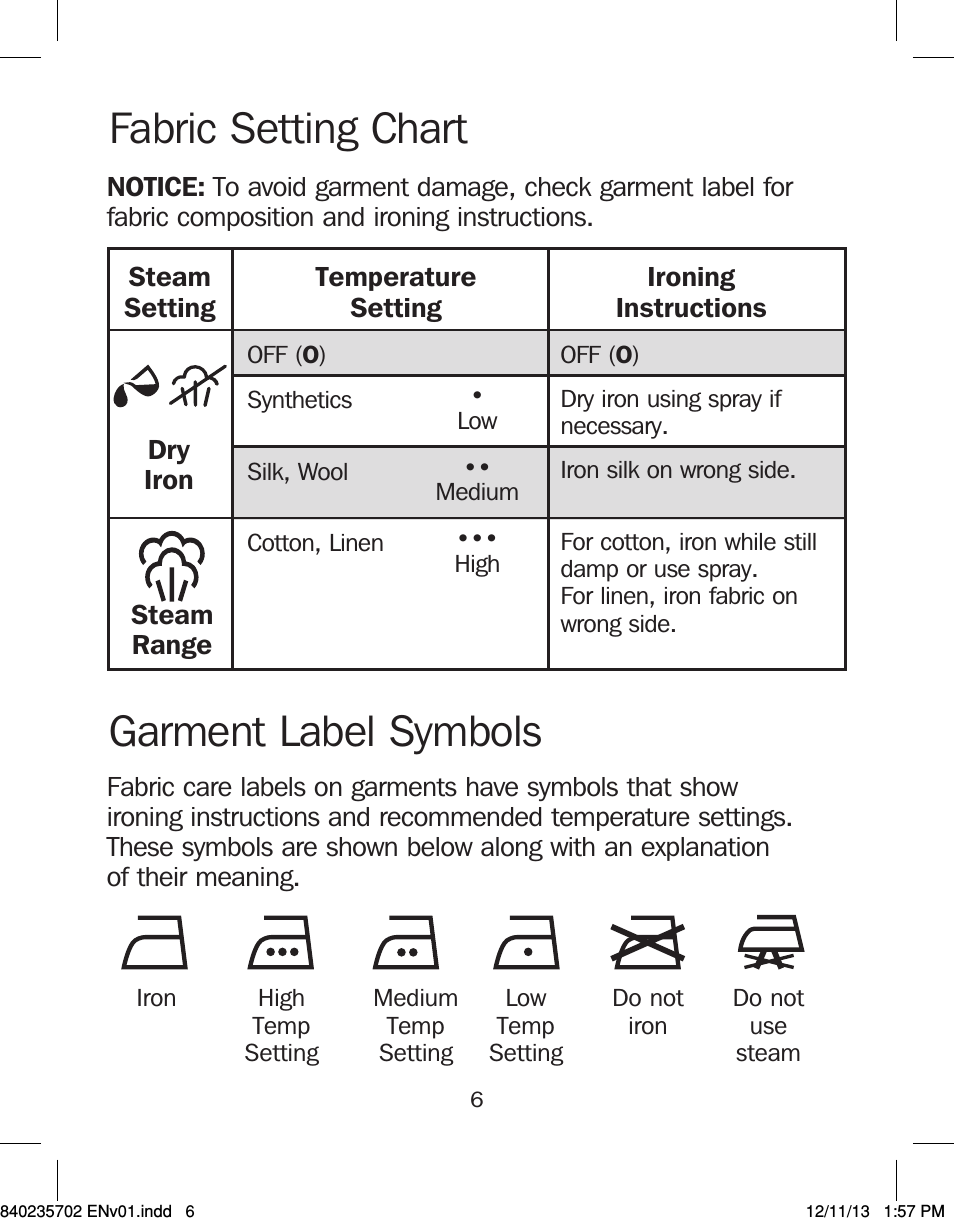 Fabric Setting Chart
NOTICE: To avoid garment damage, check garment label for
fabric composition and ironing instructions.
Steam
Setting
Temperature
Setting
Ironing
Instructions
Dry
Iron
OFF (O)
OFF (O)
Synthetics
•
Low
Dry iron using spray if
necessary.
Silk, Wool
••
Medium
Iron silk on wrong side.
Steam
Range
Cotton, Linen
•••
High
For cotton, iron while still
damp or use spray.
For linen, iron fabric on
wrong side.
Garment Label Symbols
Fabric care labels on garments have symbols that show
ironing instructions and recommended temperature settings.
These symbols are shown below along with an explanation
of their meaning.
Iron
High
Temp
Setting
Medium
Temp
Setting
Low
Temp
Setting
Do not
iron
Do not
use
steam
6
840235702 ENv01.indd 6
12/11/13 1:57 PM